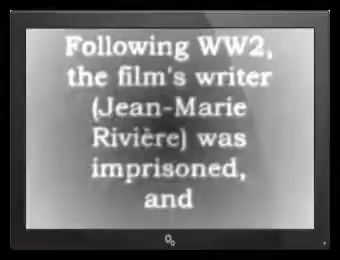 Following WW2,
the film's writer
(Jean-Marie
Rivière) was
imprisoned,
and